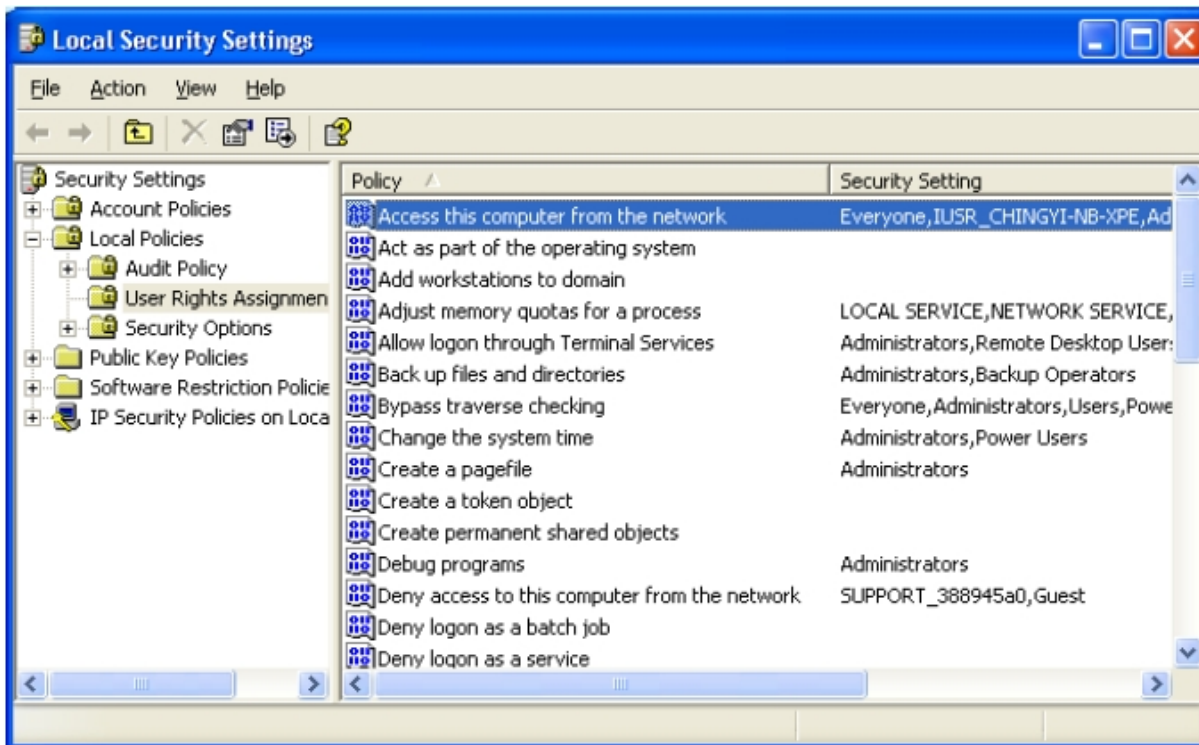 Local Security Settings
File Action View Help
Security Settings
Account Policies
Local Policies
Audit Policy
User Rights Assignmen
Security Options
Public Key Policies
Software Restriction Policie
IP Security Policies on Loca
Policy Security Setting
Access this computer from the network Everyone,IUSR_CHINGYI-NB-XPE,Ad
Act as part of the operating system
Add workstations to domain
Adjust memory quotas for a process LOCAL SERVICE,NETWORK SERVICE,
Allow logon through Terminal Services Administrators,Remote Desktop User
Back up files and directories Administrators,Backup Operators
Bypass traverse checking Everyone,Administrators,Users,Powe
Change the system time Administrators,Power Users
Create a pagefile Administrators
Create a token object
Create permanent shared objects
Debug programs Administrators
Deny access to this computer from the network SUPPORT_388945a0,Guest
Deny logon as a batch job
Deny logon as a service